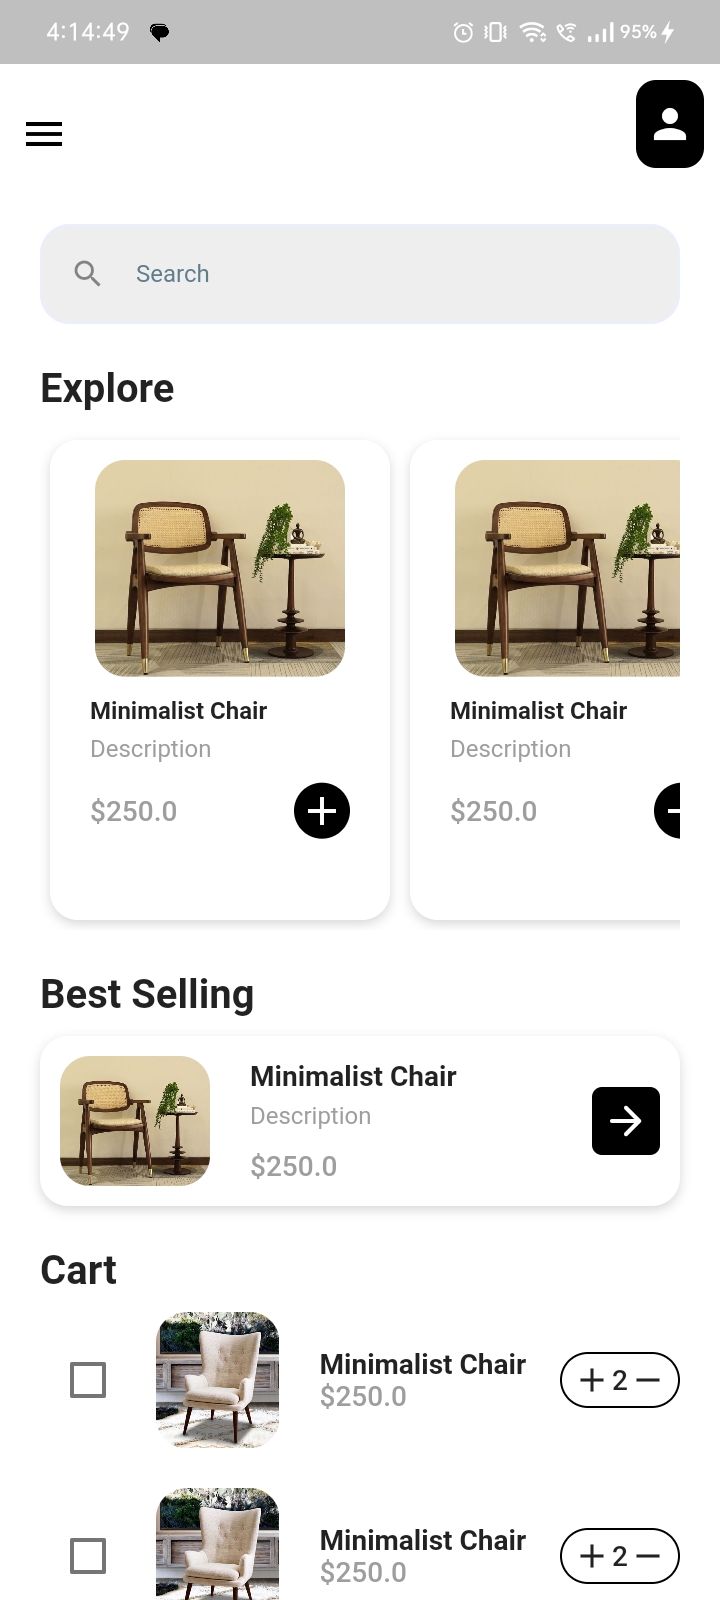 4:14:49
95%
Search
Explore
Minimalist Chair
Description
$250.0
Minimalist Chair
Description
$250.0
Best Selling
Minimalist Chair
Description
$250.0
Cart
Minimalist Chair
$250.0
2
Minimalist Chair
$250.0
2